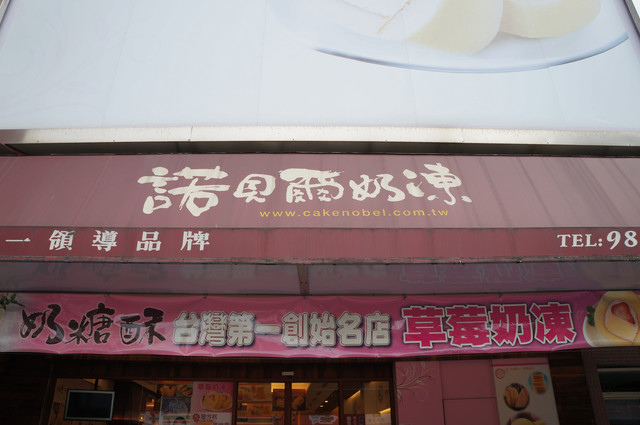 諾貝爾奶凍
www.cakenobel.com.tw
一領導品牌
TEL:98
奶糖酥 台灣第一創始名店 草莓奶凍